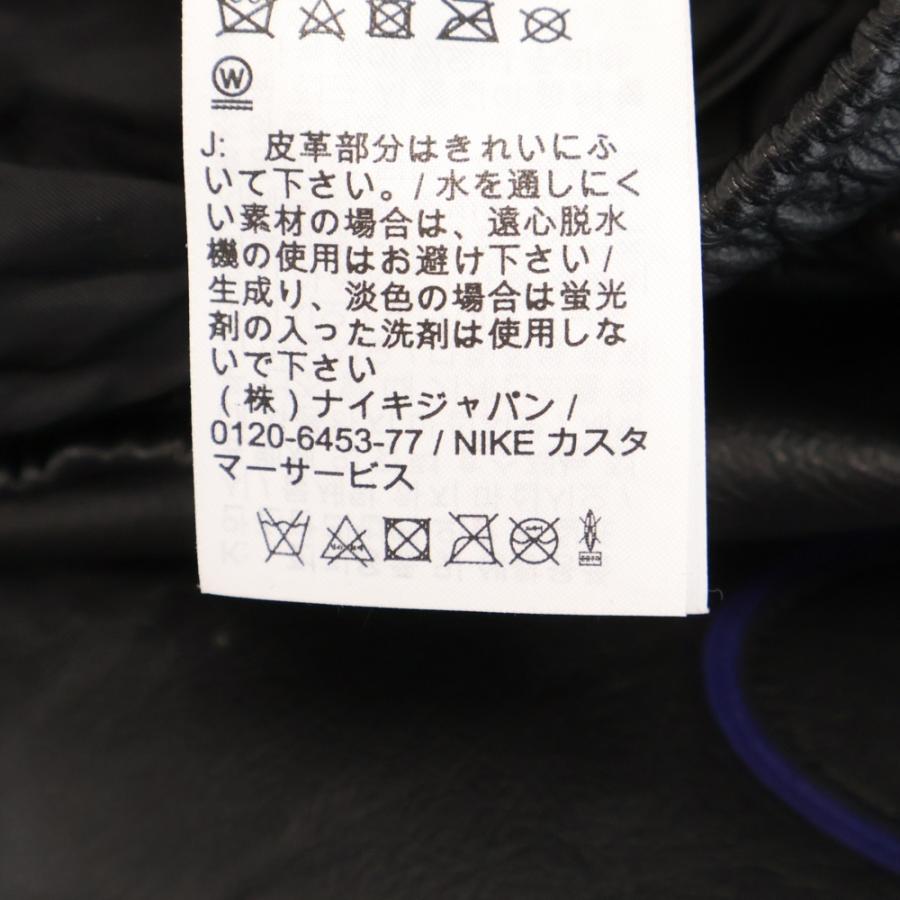 W
J: 皮革部分はきれいにふ
いて下さい。/ 水を通しにく
い素材の場合は、遠心脱水
機の使用はお避け下さい /
生成り、淡色の場合は蛍光
剤の入った洗剤は使用しな
いで下さい
(株) ナイキジャパン /
0120-6453-77 / NIKE カスタ
マーサービス